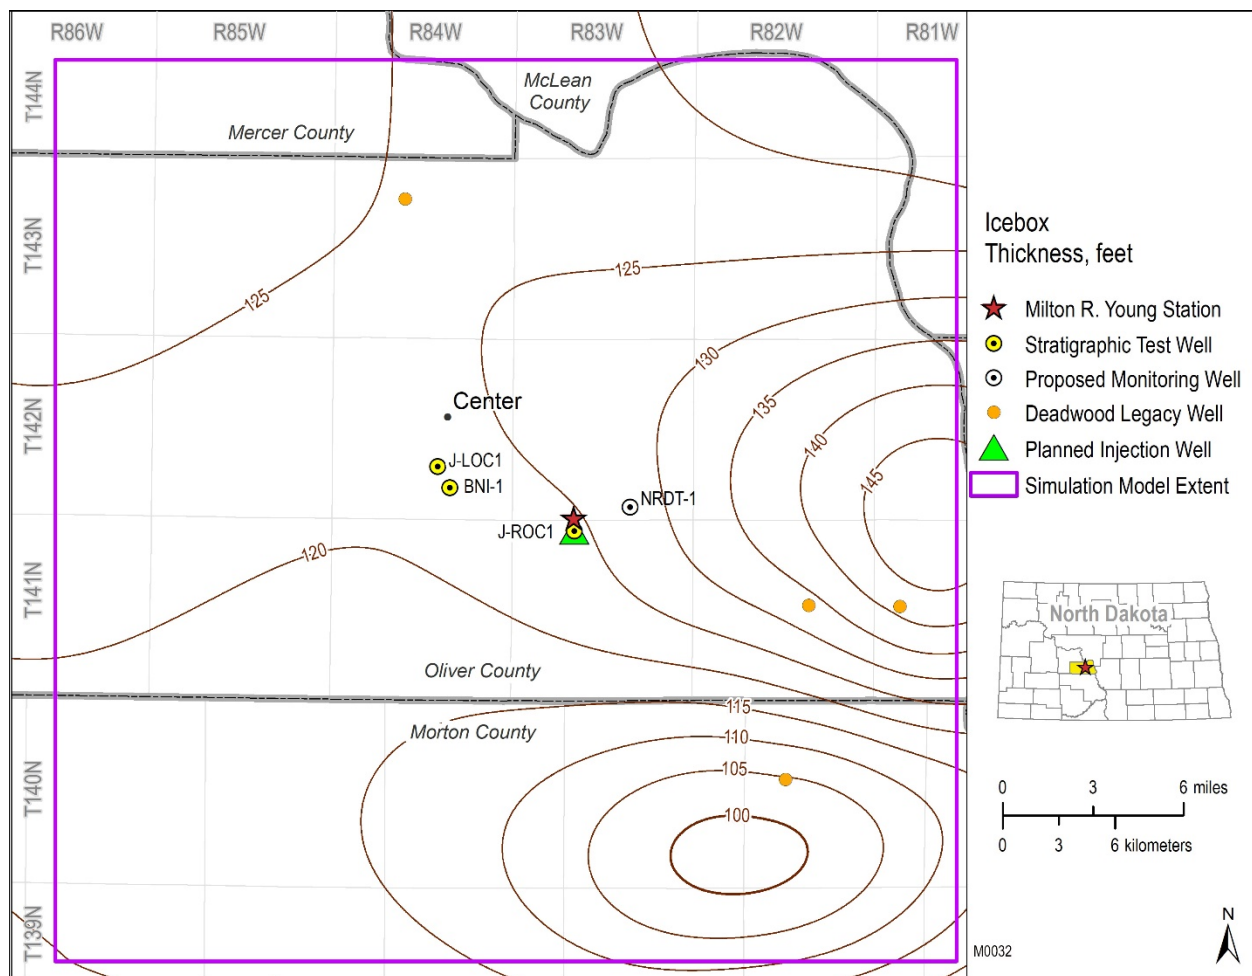 R86W
R85W
R84W
R83W
R82W
R81W
T144N
T143N
T142N
T141N
T140N
T139N
McLean
County
Mercer County
125
125
130
135
140
145
Center
J-LOC1
BNI-1
NRDT-1
J-ROC1
120
Oliver County
Morton County
115
110
105
100
Icebox
Thickness, feet
Milton R. Young Station
Stratigraphic Test Well
Proposed Monitoring Well
Deadwood Legacy Well
Planned Injection Well
Simulation Model Extent
North Dakota
0 3 6 miles
0 3 6 kilometers
M0032
N